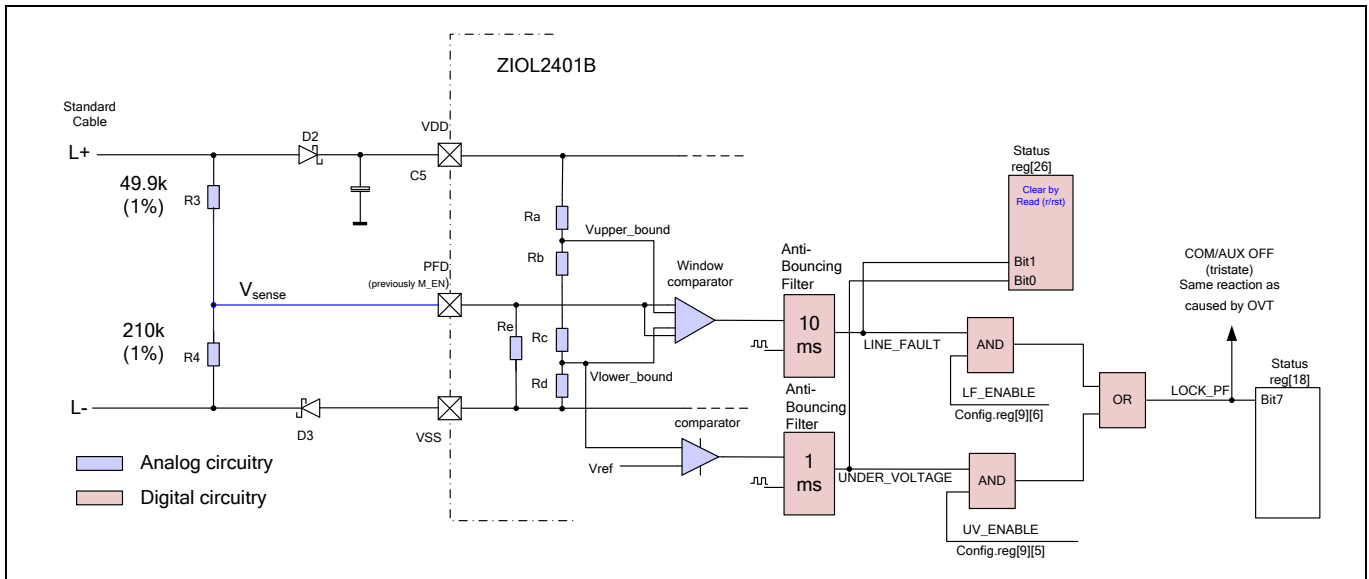 ZIOL2401B
Standard
Cable
L+
D2
VDD
C5
49.9k
(1%)
R3
Ra
Vupper_bound
Rb
PFD
(previously M_EN)
Vsense
Window
comparator
Re
Rc
Rd
Vlower_bound
210k
(1%)
R4
L-
D3
VSS
comparator
Vref
Anti-
Bouncing
Filter
10
ms
LINE_FAULT
Anti-
Bouncing
Filter
1
ms
UNDER_VOLTAGE
Status
reg[26]
Clear by
Read (r/rst)
Bit1
Bit0
AND
LF_ENABLE
Config.reg[9][6]
AND
UV_ENABLE
Config.reg[9][5]
OR
LOCK_PF
COM/AUX OFF
(tristate)
Same reaction as
caused by OVT
Status
reg[18]
Bit7
Analog circuitry
Digital circuitry